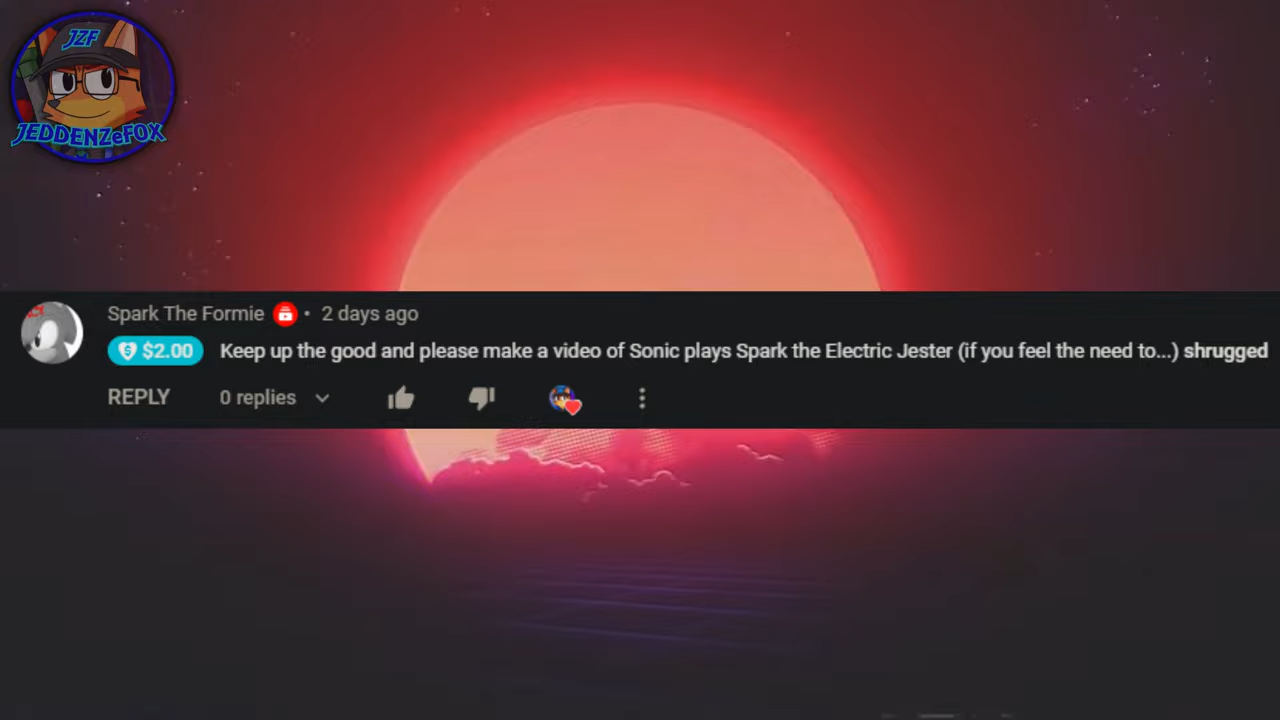 JZF
JEDDENZeFOX
Spark The Formie • 2 days ago
$2.00 Keep up the good and please make a video of Sonic plays Spark the Electric Jester (if you feel the need to...) shrugged
REPLY 0 replies